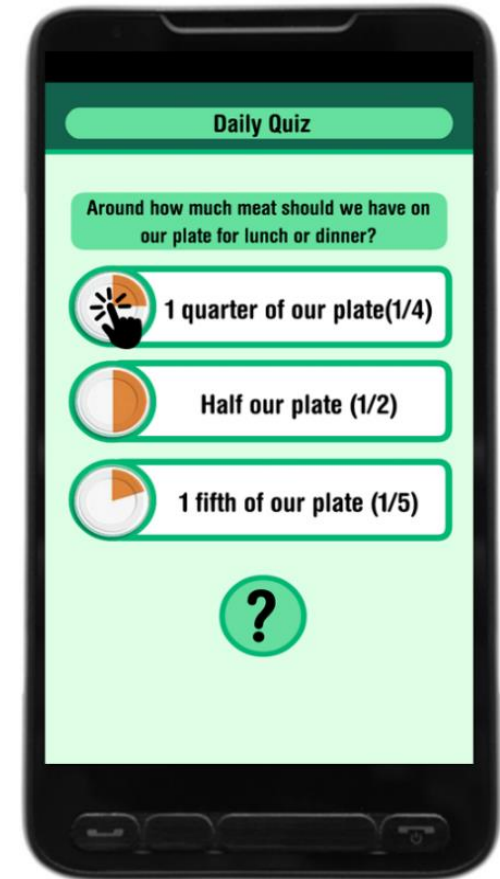 Daily Quiz
Around how much meat should we have on
our plate for lunch or dinner?
1 quarter of our plate(1/4)
Half our plate (1/2)
1 fifth of our plate (1/5)
?